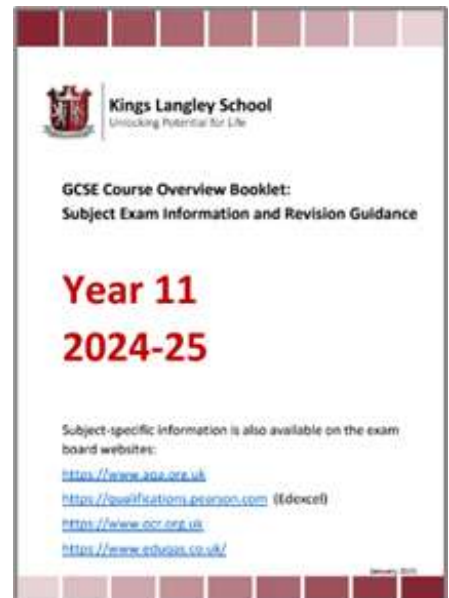 Kings Langley School
Unlocking Potential for Life
GCSE Course Overview Booklet:
Subject Exam Information and Revision Guidance
Year 11
2024-25
Subject-specific information is also available on the exam
board websites:
https://www.aqa.org.uk
https://qualifications.pearson.com (Edexcel)
https://www.ocr.org.uk
https://www.eduqas.co.uk/
January 2025